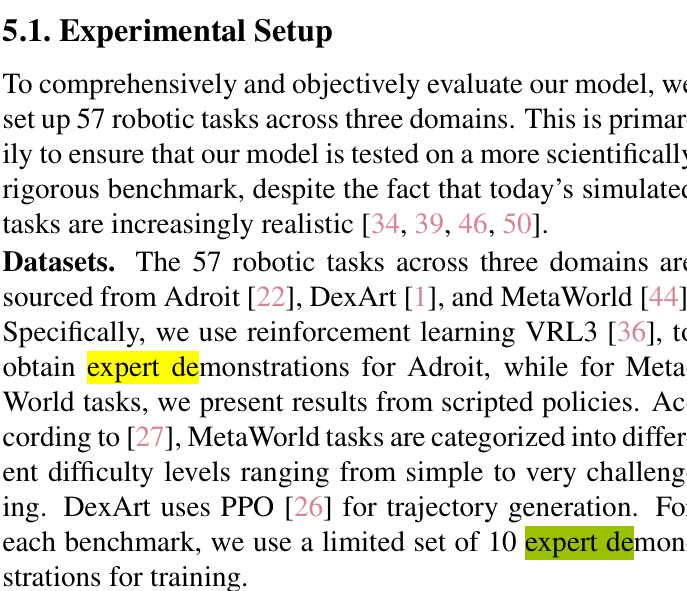 5.1. Experimental Setup
To comprehensively and objectively evaluate our model, we
set up 57 robotic tasks across three domains. This is primar-
ily to ensure that our model is tested on a more scientifically
rigorous benchmark, despite the fact that today's simulated
tasks are increasingly realistic [34, 39, 46, 50].
Datasets. The 57 robotic tasks across three domains are
sourced from Adroit [22], DexArt [1], and MetaWorld [44]
Specifically, we use reinforcement learning VRL3 [36], to
obtain expert demonstrations for Adroit, while for Meta-
World tasks, we present results from scripted policies. Ac-
cording to [27], MetaWorld tasks are categorized into differ-
ent difficulty levels ranging from simple to very challeng-
ing. DexArt uses PPO [26] for trajectory generation. For
each benchmark, we use a limited set of 10 expert demon-
strations for training.